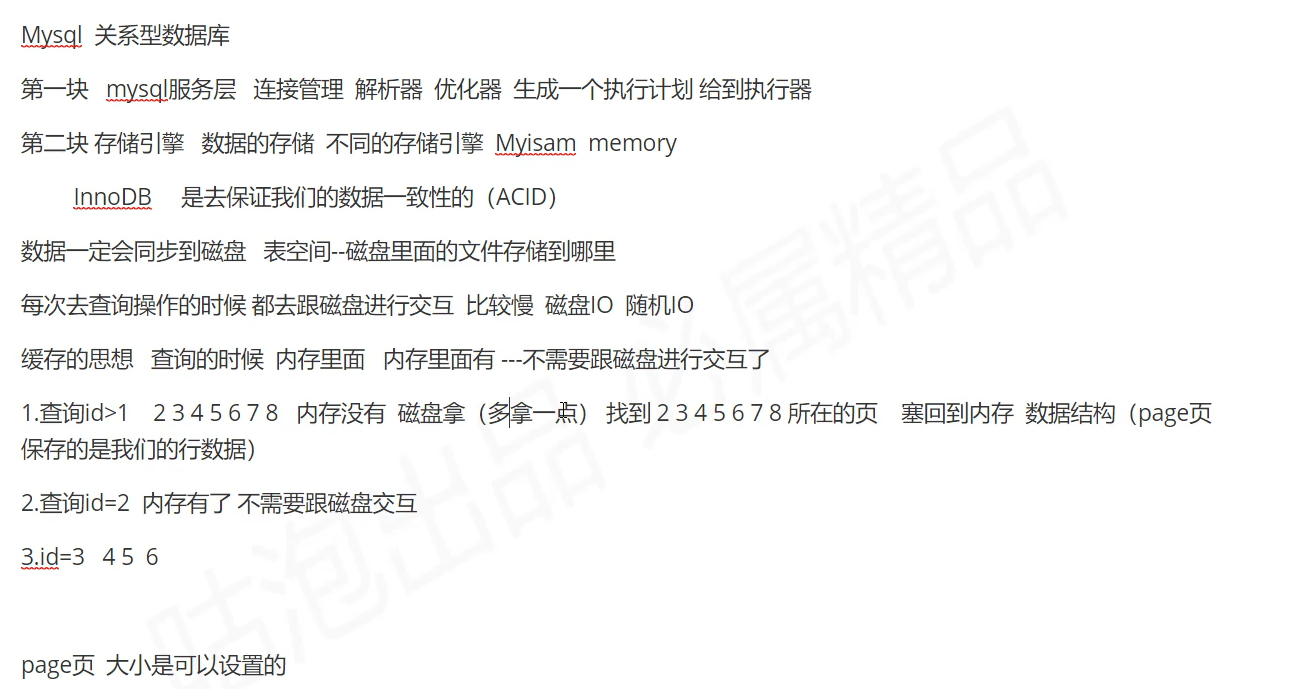 Mysql 关系型数据库
第一块 mysql服务层 连接管理 解析器 优化器 生成一个执行计划 给到执行器
第二块 存储引擎 数据的存储 不同的存储引擎 Myisam memory
InnoDB 是去保证我们的数据一致性的（ACID）
数据一定会同步到磁盘 表空间--磁盘里面的文件存储到哪里
每次去查询操作的时候 都去跟磁盘进行交互 比较慢 磁盘IO 随机IO
缓存的思想 查询的时候 内存里面 内存里面有 ---不需要跟磁盘进行交互了
1.查询id>1 2 3 4 5 6 7 8 内存没有 磁盘拿（多拿一点） 找到 2 3 4 5 6 7 8 所在的页 塞回到内存 数据结构（page页
保存的是我们的行数据）
2.查询id=2 内存有了 不需要跟磁盘交互
3.id=3 4 5 6
page页 大小是可以设置的
咕泡出品 必属精品